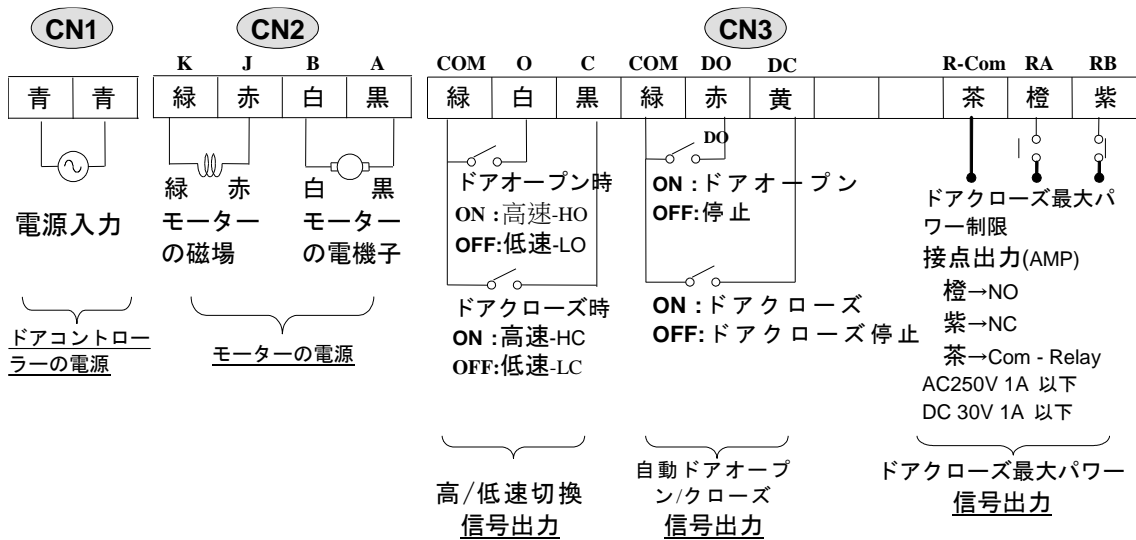 CN1
CN2
CN3
K J B A
COM O C COM DO DC
R-Com RA RB
青 青
緑 赤 白 黒
緑 白 黒 緑 赤 黄
茶 橙 紫
緑 赤
白 黒
電源入力
モーター
の磁場
モーター
の電機子
ドアオープン時
ON :高速-HO
OFF:低速-LO
ドアクローズ時
ON :高速-HC
OFF:低速-LC
DO
ON :ドアオープン
OFF:停止
ON :ドアクローズ
OFF:ドアクローズ停止
ドアクローズ最大パ
ワー制限
接点出力(AMP)
橙→NO
紫→NC
茶→Com - Relay
AC250V 1A 以下
DC 30V 1A 以下
ドアコントロー
ラーの電源
モーターの電源
高/低速切換
信号出力
自動ドアオープ
ン/クローズ
信号出力
ドアクローズ最大パワー
信号出力